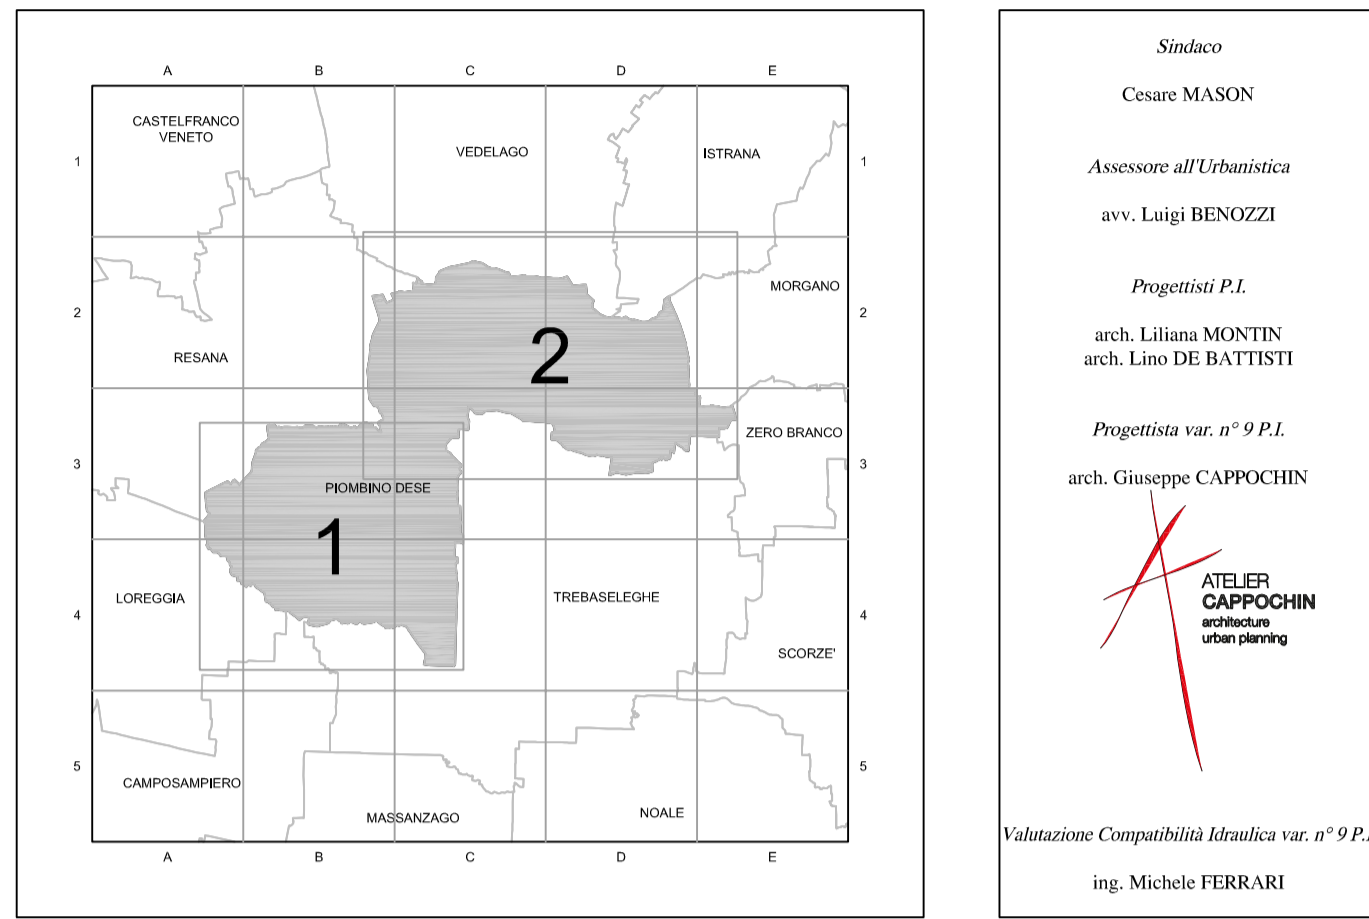 A B C D E
CASTELFRANCO
VENETO
VEDELAGO
ISTRANA
1 1
MORGANO
2 2
RESANA
2
ZERO BRANCO
3 3
PIOMBINO DESE
1
LOREGGIA
TREBASELEGHE
4 4
SCORZE'
5 5
CAMPOSAMPIERO
MASSANZAGO
NOALE
A B C D E
Sindaco
Cesare MASON
Assessore all'Urbanistica
avv. Luigi BENOZZI
Progettisti P.I.
arch. Liliana MONTIN
arch. Lino DE BATTISTI
Progettista var. n° 9 P.I.
arch. Giuseppe CAPPOCHIN
ATELIER
CAPPOCHIN
architecture
urban planning
Valutazione Compatibilità Idraulica var. n° 9 P.I
ing. Michele FERRARI